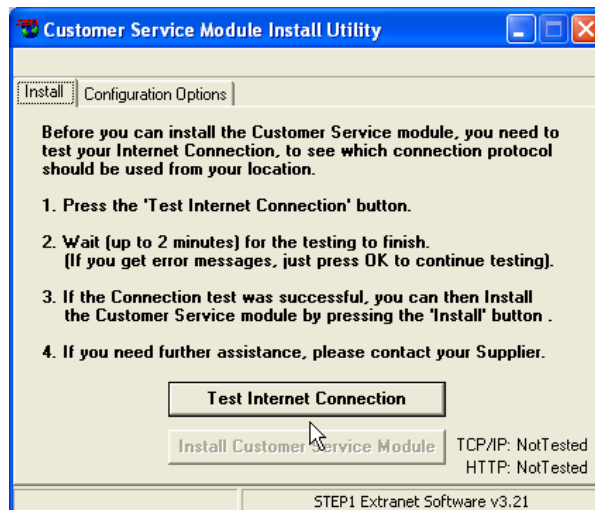 Customer Service Module Install Utility
Install Configuration Options
Before you can install the Customer Service module, you need to
test your Internet Connection, to see which connection protocol
should be used from your location.
1. Press the 'Test Internet Connection' button.
2. Wait (up to 2 minutes) for the testing to finish.
(If you get error messages, just press OK to continue testing).
3. If the Connection test was successful, you can then Install
the Customer Service module by pressing the 'Install' button .
4. If you need further assistance, please contact your Supplier.
Test Internet Connection
Install Customer Service Module TCP/IP: NotTested
HTTP: NotTested
STEP1 Extranet Software v3.21